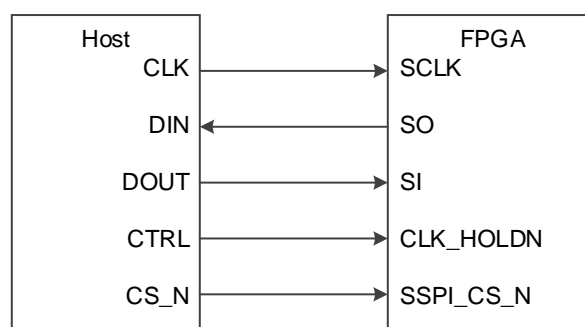 Host FPGA
CLK SCLK
DIN SO
DOUT SI
CTRL CLK_HOLDN
CS_N SSPI_CS_N